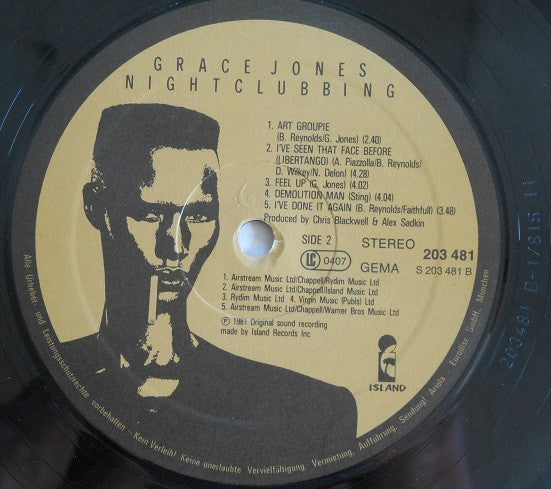 GRACE JONES
NIGHTCLUBBING
1. ART GROUPIE
(B. Reynolds/G. Jones) (2.40)
2. I'VE SEEN THAT FACE BEFORE
(LIBERTANGO) (A. Piazzolla/B. Reynolds/
D. Wilkey/N. Delon) (4.28)
3. FEEL UP (G. Jones) (4.02)
4. DEMOLITION MAN (Sting) (4.04)
5. I'VE DONE IT AGAIN (B. Reynolds/Faithfull) (3.48)
Produced by Chris Blackwell & Alex Sadkin
SIDE 2 STEREO 203 481
LC 0407 GEMA S 203 481 B
1. Airstream Music Ltd/Chappell/Rydim Music Ltd
2. Airstream Music Ltd/Chappell/Island Music Ltd
3. Rydim Music Ltd 4. Virgin Music (Publs) Ltd
5. Airstream Music Ltd/Chappell/Warner Bros Music Ltd
℗ 1981 Original sound recording
made by Island Records Inc
ISLAND
Alle Urheber- und Leistungsschutzrechte vorbehalten - Kein Verleih! Keine unerlaubte Vervielfältigung, Vermietung, Aufführung, Sendung! Ariola - Eurodisc GmbH, München